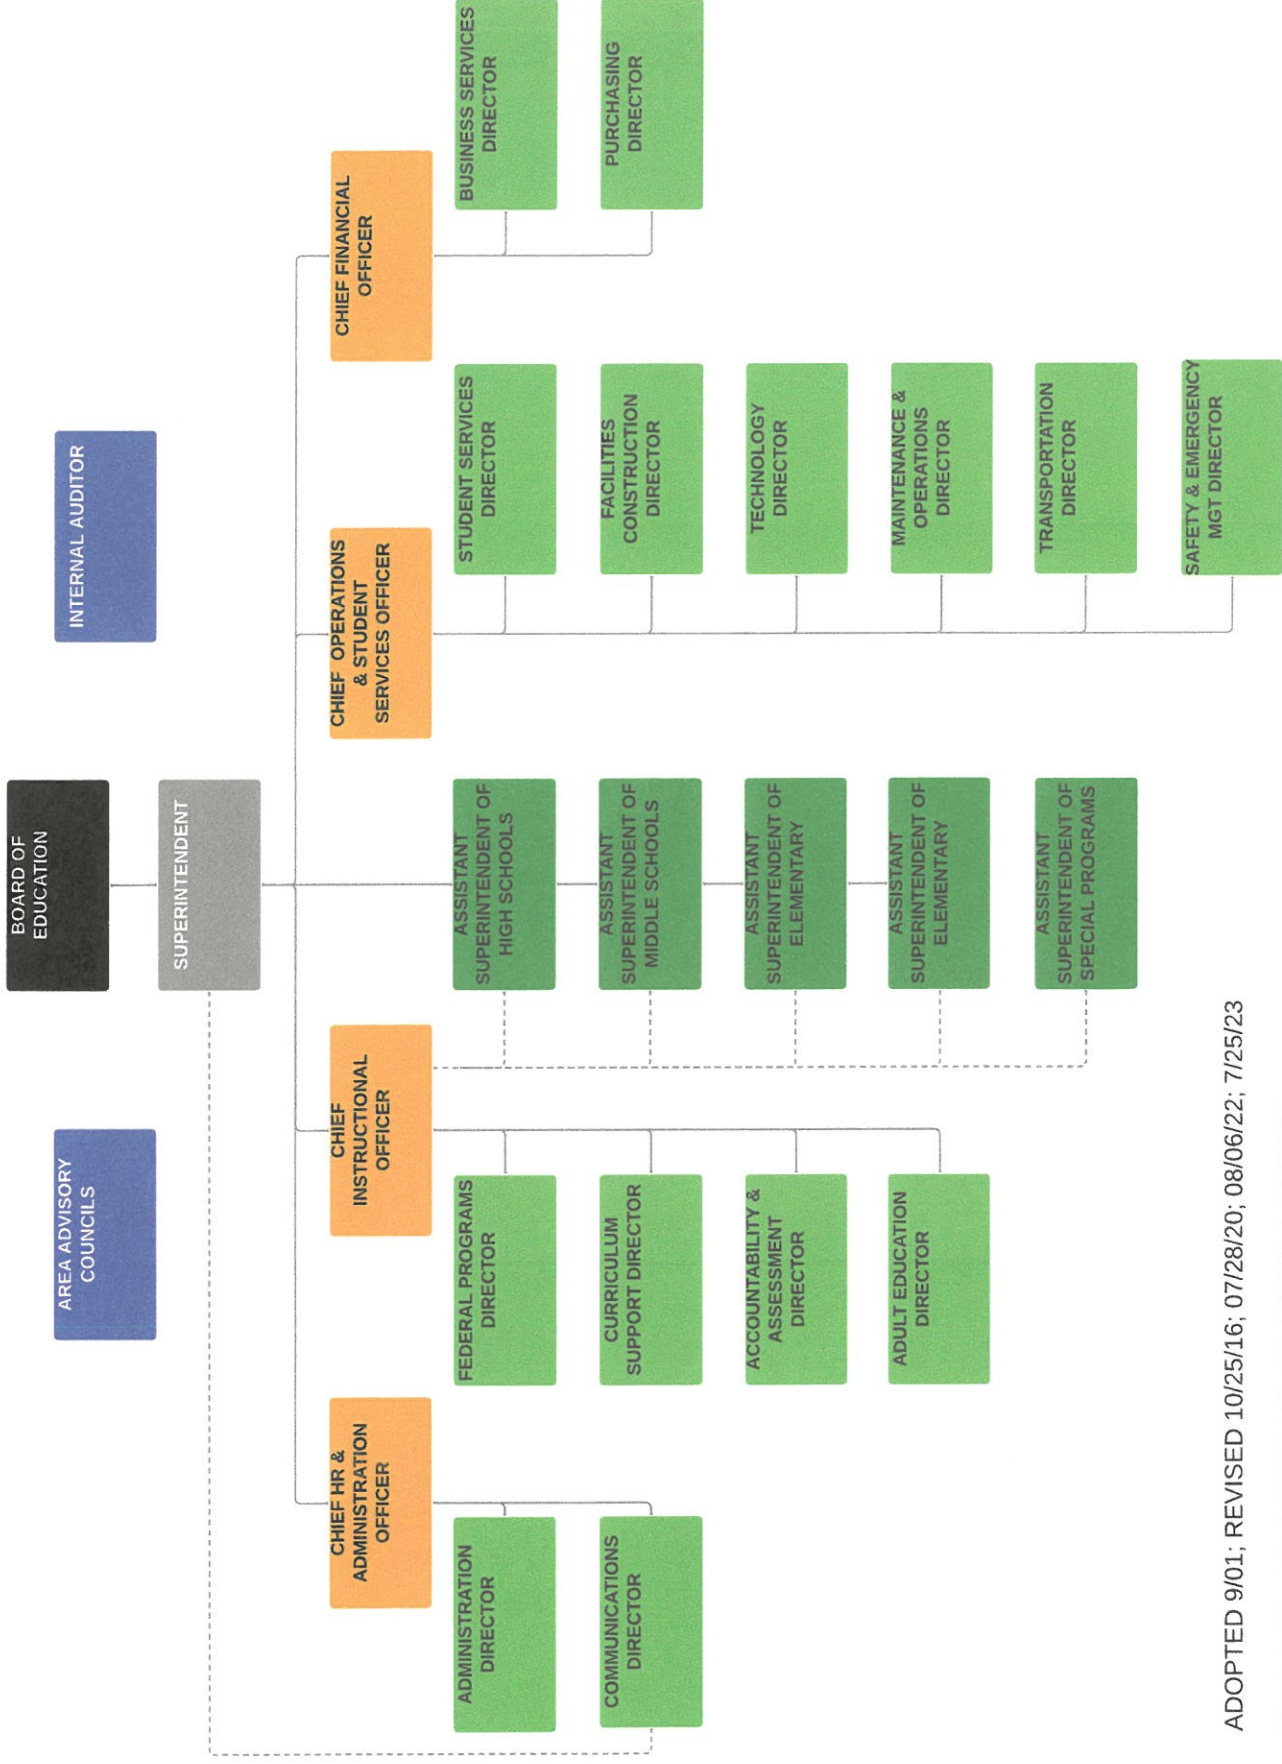 BOARD OF
EDUCATION
AREA ADVISORY
COUNCILS
INTERNAL AUDITOR
SUPERINTENDENT
CHIEF HR &
ADMINISTRATION
OFFICER
CHIEF
INSTRUCTIONAL
OFFICER
CHIEF OPERATIONS
& STUDENT
SERVICES OFFICER
CHIEF FINANCIAL
OFFICER
ADMINISTRATION
DIRECTOR
COMMUNICATIONS
DIRECTOR
FEDERAL PROGRAMS
DIRECTOR
CURRICULUM
SUPPORT DIRECTOR
ACCOUNTABILITY &
ASSESSMENT
DIRECTOR
ADULT EDUCATION
DIRECTOR
ASSISTANT
SUPERINTENDENT OF
HIGH SCHOOLS
ASSISTANT
SUPERINTENDENT OF
MIDDLE SCHOOLS
ASSISTANT
SUPERINTENDENT OF
ELEMENTARY
ASSISTANT
SUPERINTENDENT OF
ELEMENTARY
ASSISTANT
SUPERINTENDENT OF
SPECIAL PROGRAMS
STUDENT SERVICES
DIRECTOR
FACILITIES
CONSTRUCTION
DIRECTOR
TECHNOLOGY
DIRECTOR
MAINTENANCE &
OPERATIONS
DIRECTOR
TRANSPORTATION
DIRECTOR
SAFETY & EMERGENCY
MGT DIRECTOR
BUSINESS SERVICES
DIRECTOR
PURCHASING
DIRECTOR
ADOPTED 9/01; REVISED 10/25/16; 07/28/20; 08/06/22; 7/25/23